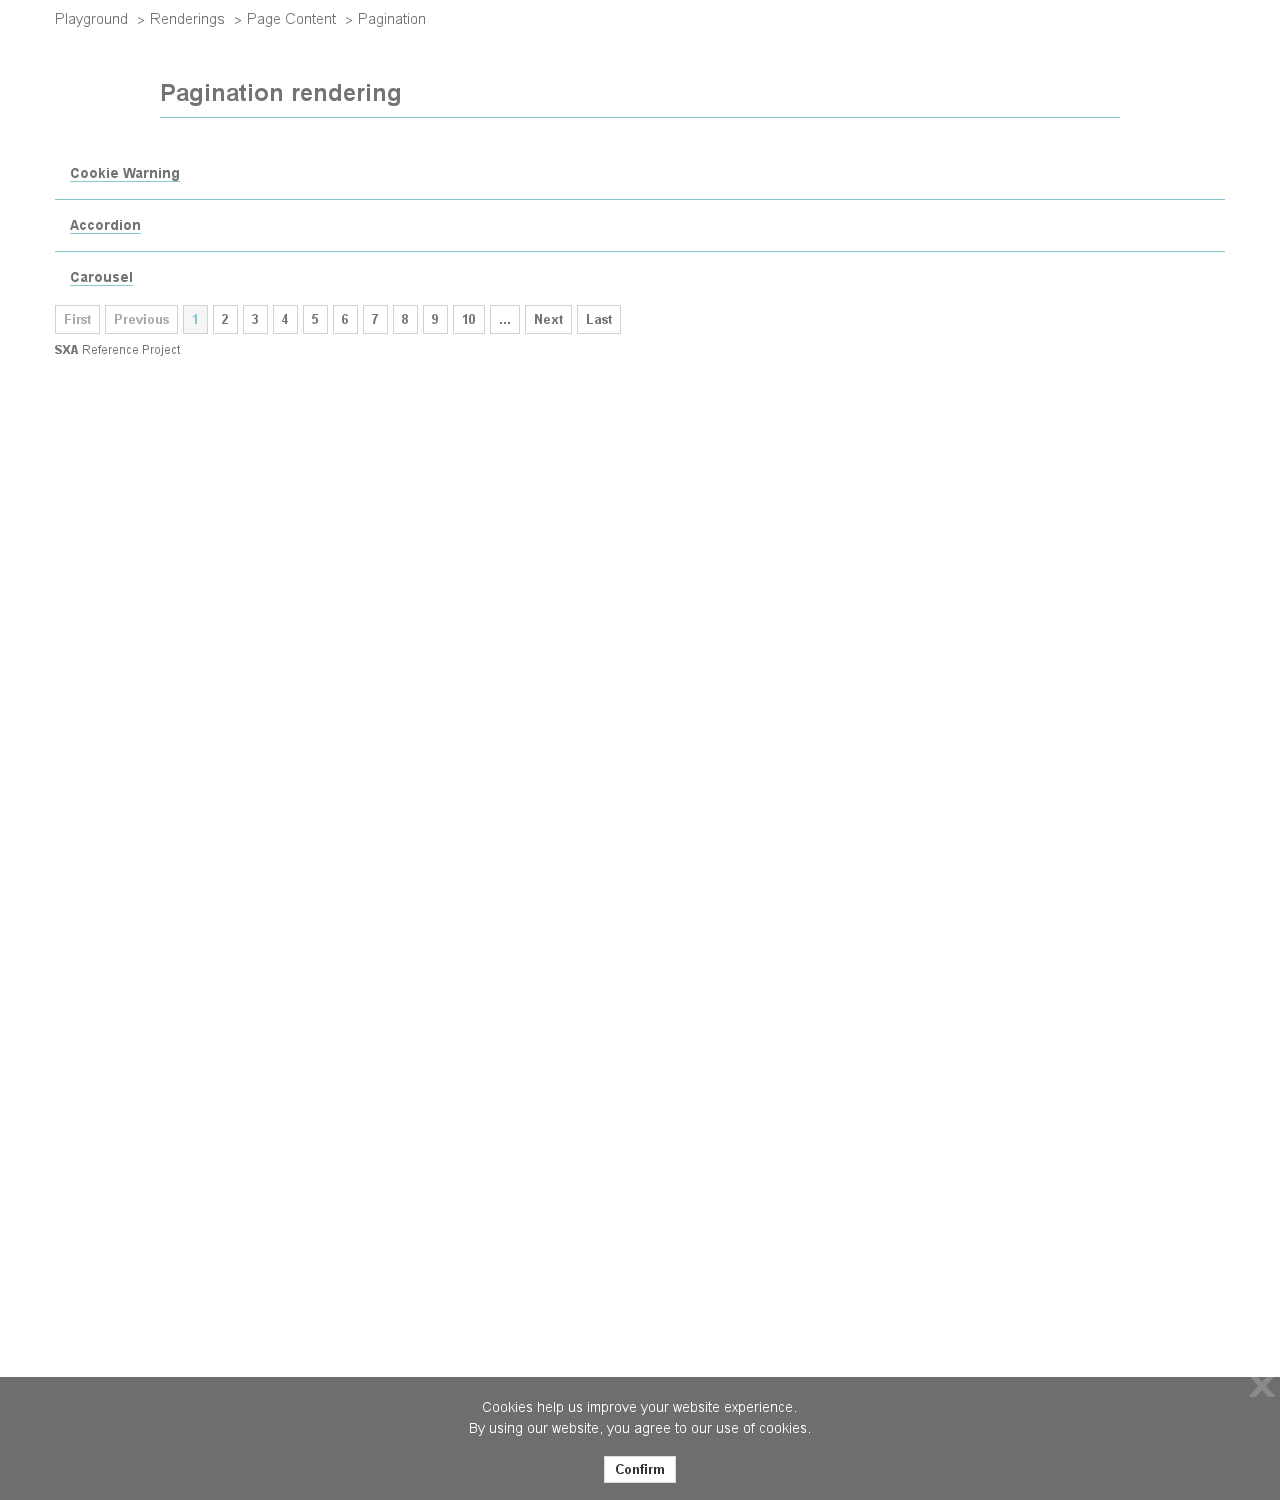 Playground > Renderings > Page Content > Pagination
Pagination rendering
Cookie Warning
Accordion
Carousel
First Previous 1 2 3 4 5 6 7 8 9 10 ... Next Last
SXA Reference Project
X
Cookies help us improve your website experience.
By using our website, you agree to our use of cookies.
Confirm